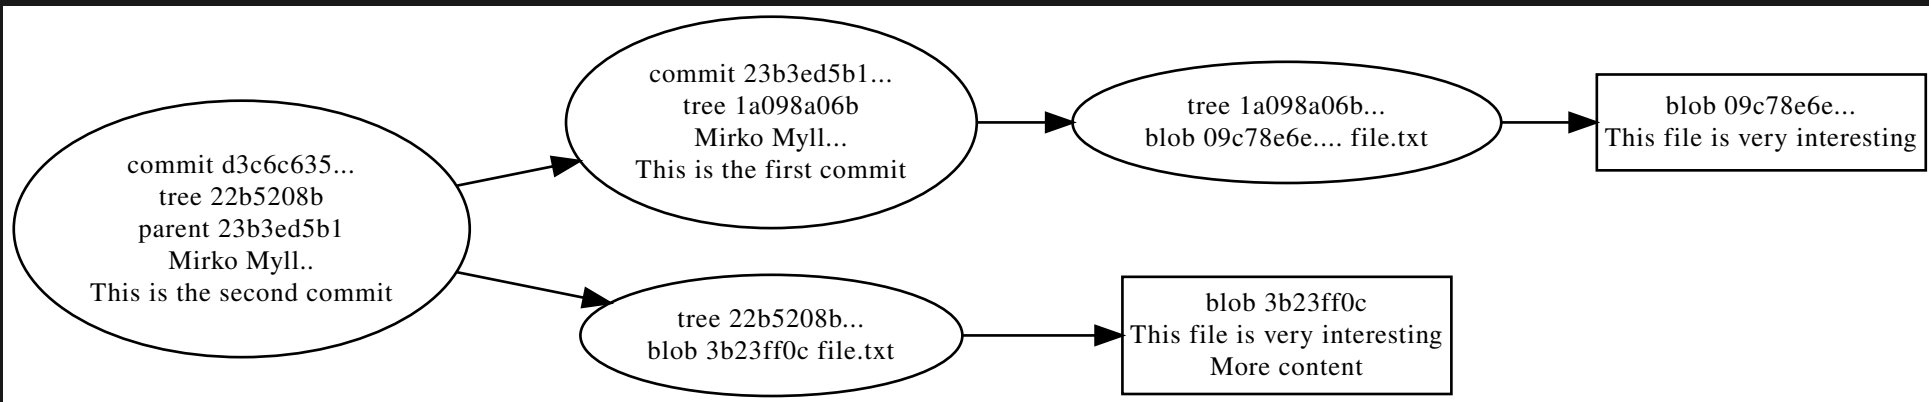 commit d3c6c635...
tree 22b5208b
parent 23b3ed5b1
Mirko Myll..
This is the second commit
commit 23b3ed5b1...
tree 1a098a06b
Mirko Myll...
This is the first commit
tree 1a098a06b...
blob 09c78e6e.... file.txt
blob 09c78e6e...
This file is very interesting
tree 22b5208b...
blob 3b23ff0c file.txt
blob 3b23ff0c
This file is very interesting
More content